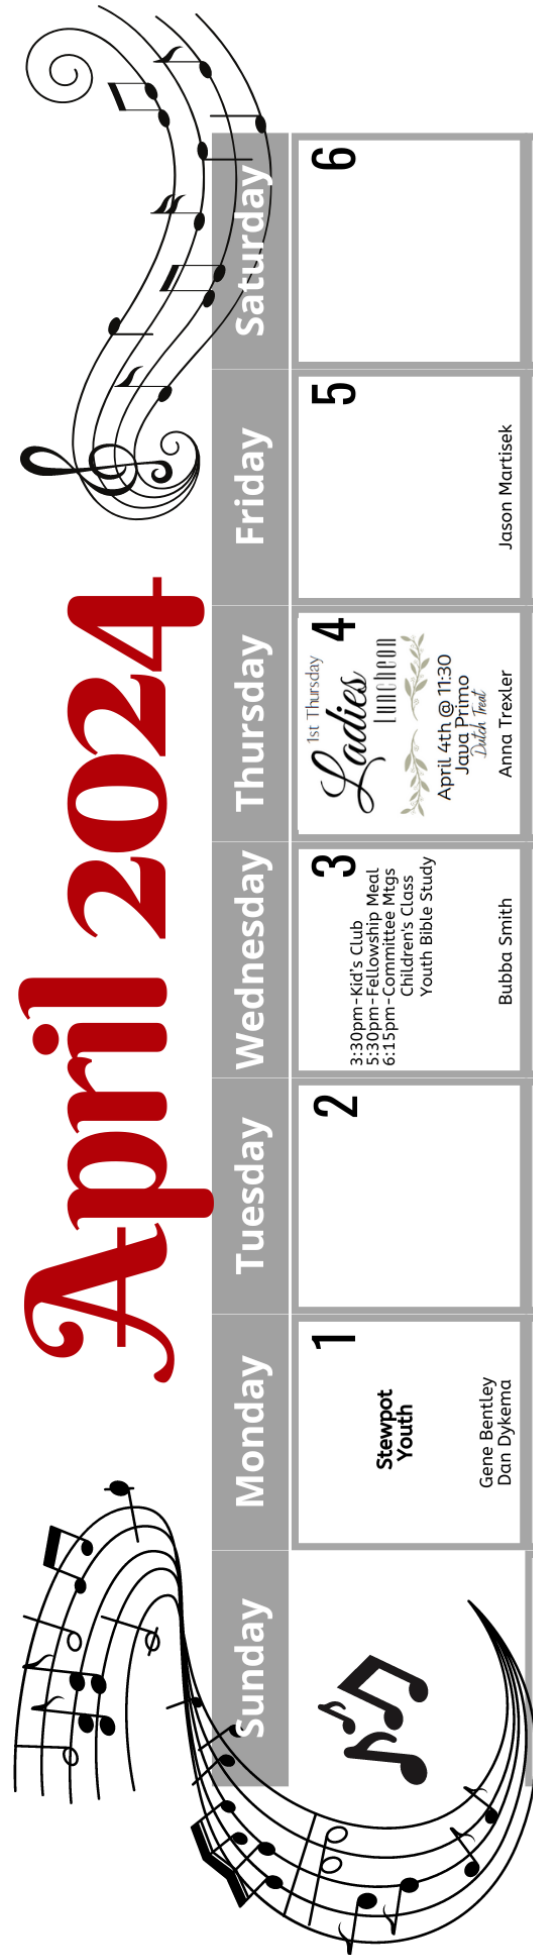 April 2024
Sunday
Monday
Tuesday
Wednesday
Thursday
Friday
Saturday
1
Stewpot
Youth
Gene Bentley
Dan Dykema
2
3
3:30pm-Kid's Club
5:30pm-Fellowship Meal
6:15pm-Committee Mtgs
Children's Class
Youth Bible Study
Bubba Smith
4
1st Thursday
Ladies
Luncheon
April 4th @ 11:30
Java Primo
Dutch Treat
Anna Trexler
5
Jason Martisek
6